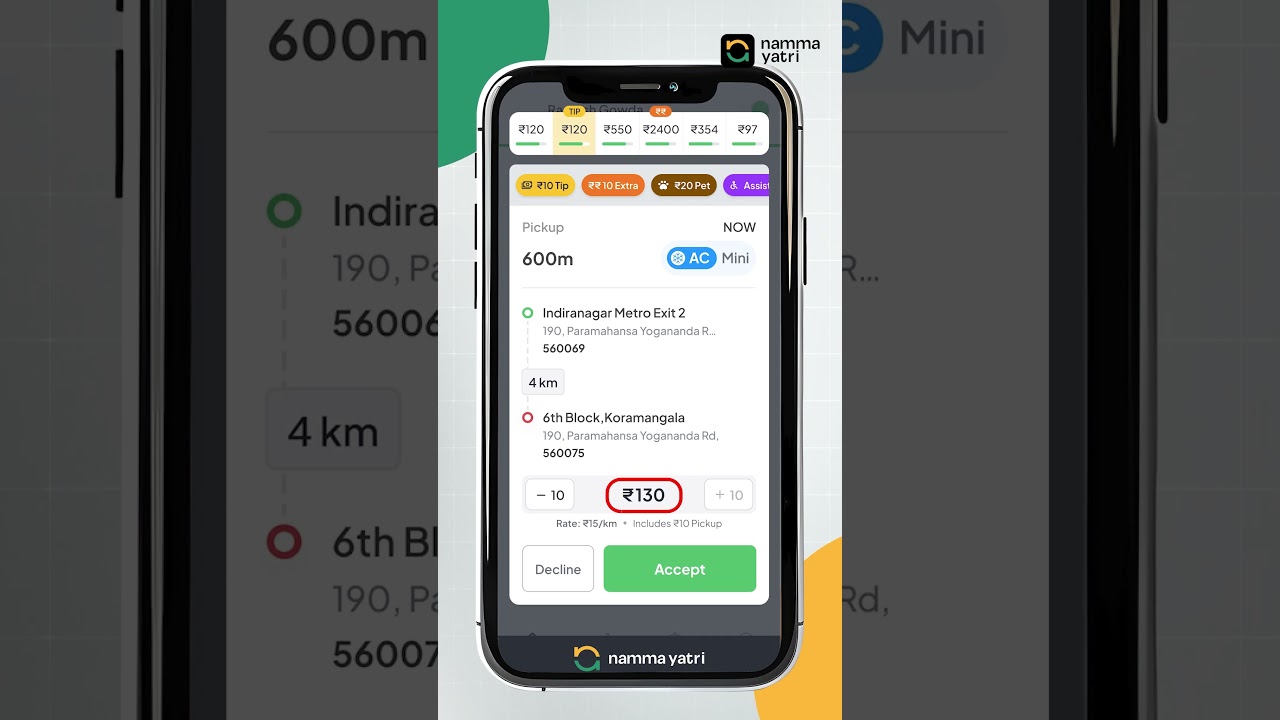 600m
C Mini
namma
yatri
Gowda
TIP
₹₹
₹120 ₹120 ₹550 ₹2400 ₹354 ₹97
₹10 Tip ₹₹ 10 Extra ₹20 Pet Assist
Pickup NOW
600m AC Mini
Indiranagar Metro Exit 2
190, Paramahansa Yogananda R...
560069
4 km
6th Block,Koramangala
190, Paramahansa Yogananda Rd,
560075
− 10 ₹130 + 10
Rate: ₹15/km • Includes ₹10 Pickup
Decline Accept
namma yatri
Indira
190, Pa R...
56006
4 km
6th Bl
190, Pa Rd,
56007